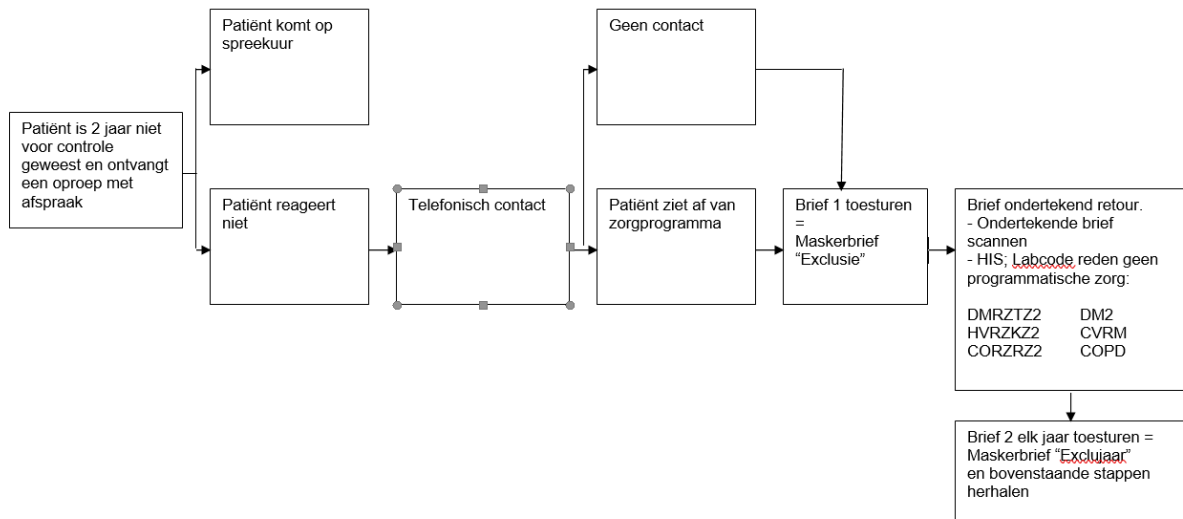 Patiënt is 2 jaar niet
voor controle
geweest en ontvangt
een oproep met
afspraak
Patiënt komt op
spreekuur
Patiënt reageert
niet
Telefonisch contact
Geen contact
Patiënt ziet af van
zorgprogramma
Brief 1 toesturen
=
Maskerbrief
“Exclusie”
Brief ondertekend retour.
- Ondertekende brief
scannen
- HIS; Labcode reden geen
programmatische zorg:
DMRZTZ2 DM2
HVRZKZ2 CVRM
CORZRZ2 COPD
Brief 2 elk jaar toesturen =
Maskerbrief “Exclujaar”
en bovenstaande stappen
herhalen